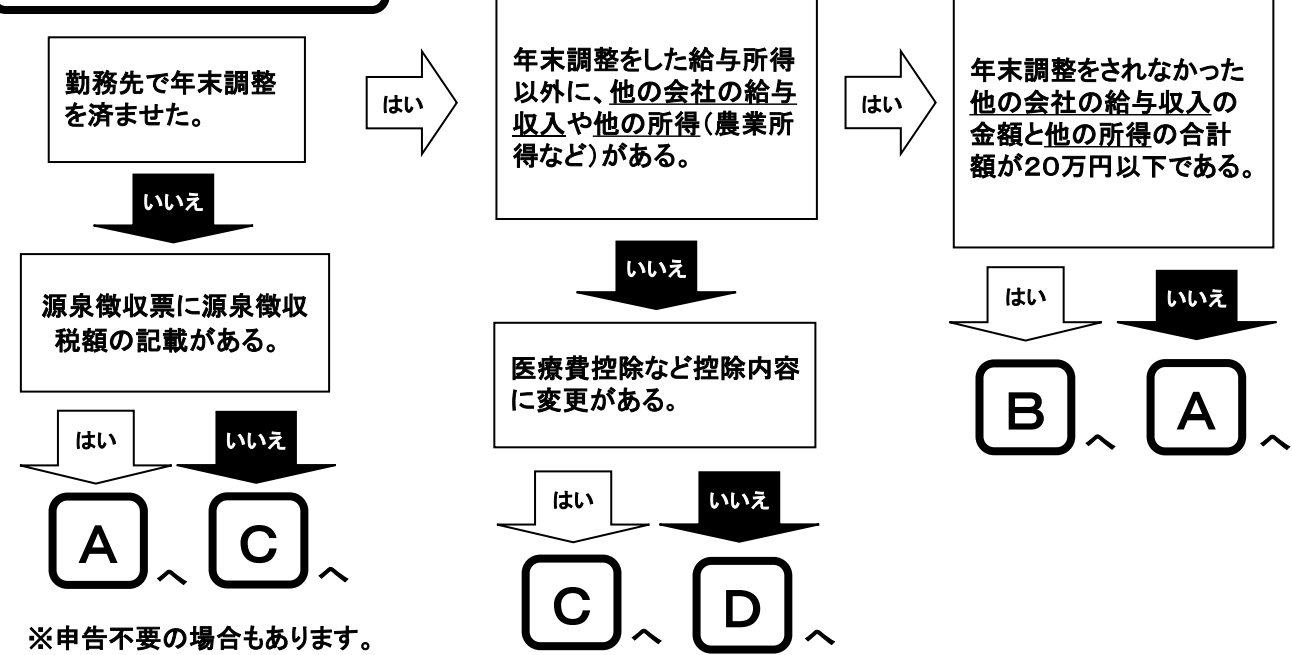 勤務先で年末調整
を済ませた。
はい
年末調整をした給与所得
以外に、他の会社の給与
収入や他の所得(農業所
得など)がある。
はい
年末調整をされなかった
他の会社の給与収入の
金額と他の所得の合計
額が20万円以下である。
いいえ
源泉徴収票に源泉徴収
税額の記載がある。
はい
いいえ
A へ
C へ
※申告不要の場合もあります。
いいえ
医療費控除など控除内容
に変更がある。
はい
いいえ
C へ
D へ
はい
いいえ
B へ
A へ